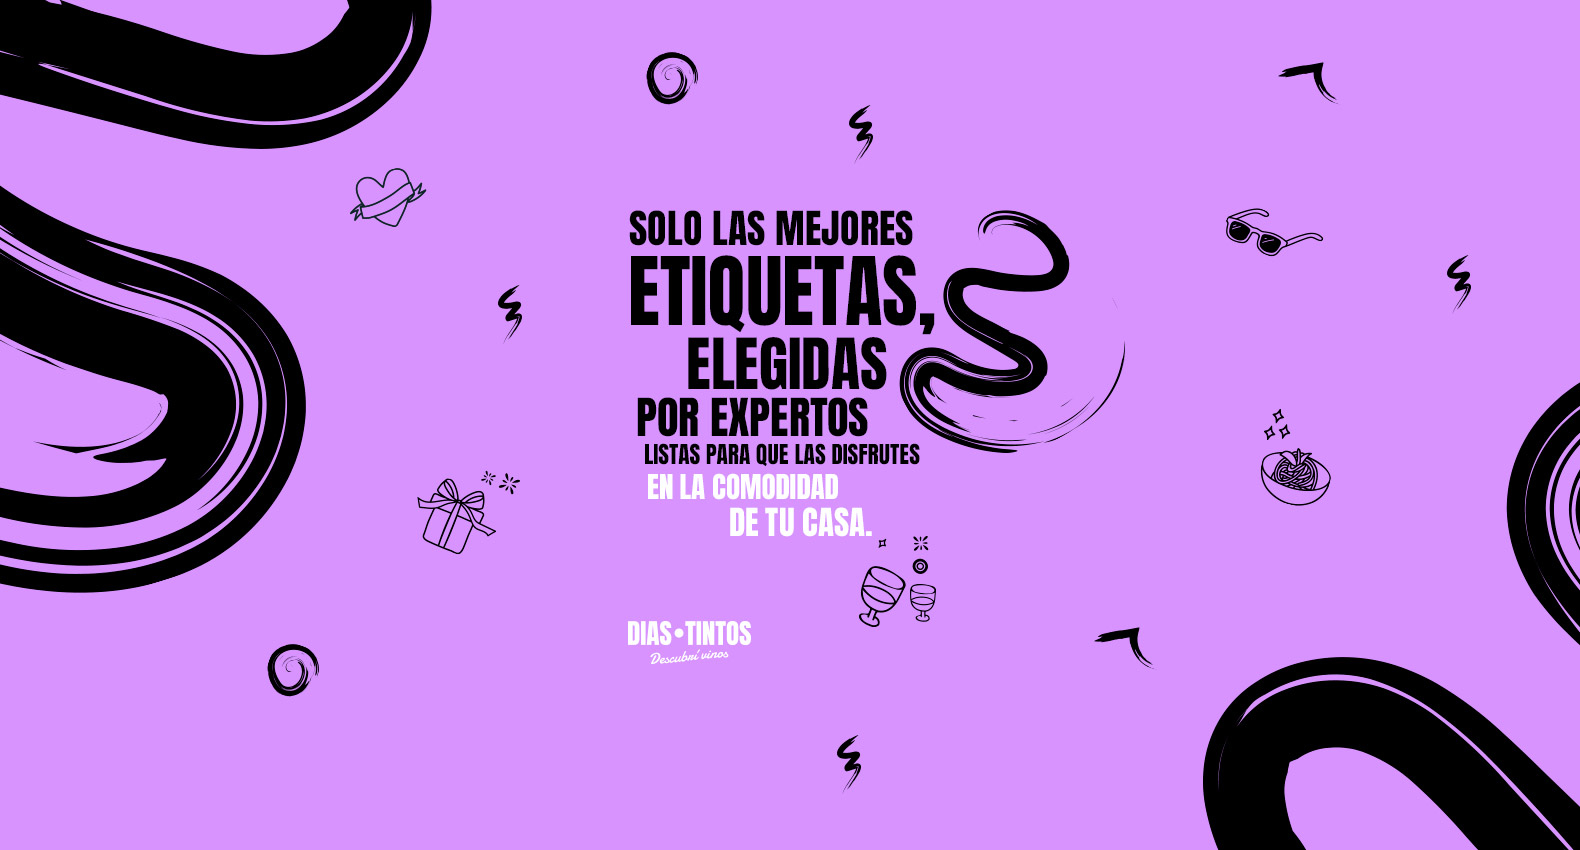 SOLO LAS MEJORES
ETIQUETAS,
ELEGIDAS
POR EXPERTOS
LISTAS PARA QUE LAS DISFRUTES
EN LA COMODIDAD
DE TU CASA.
DIAS•TINTOS
Descubrí vinos